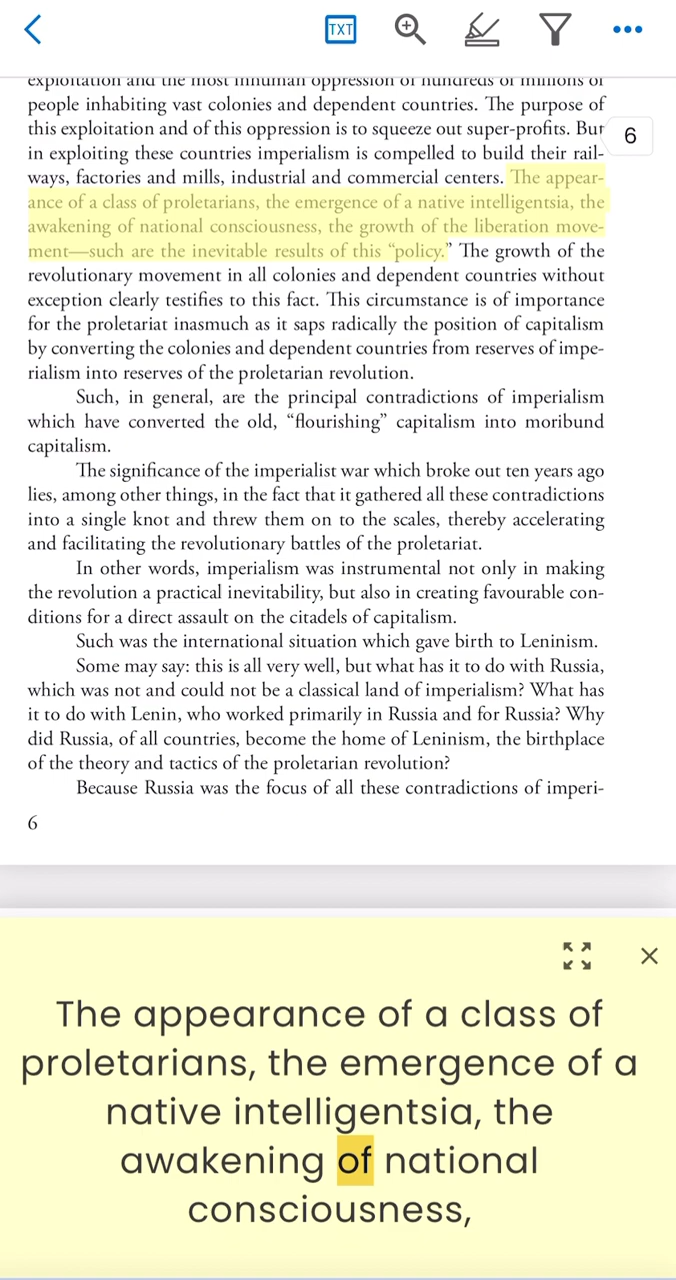 TXT
exploitation and the most inhuman oppression of hundreds of millions of
people inhabiting vast colonies and dependent countries. The purpose of
this exploitation and of this oppression is to squeeze out super-profits. But
6
in exploiting these countries imperialism is compelled to build their rail-
ways, factories and mills, industrial and commercial centers. The appear-
ance of a class of proletarians, the emergence of a native intelligentsia, the
awakening of national consciousness, the growth of the liberation move-
ment—such are the inevitable results of this “policy.” The growth of the
revolutionary movement in all colonies and dependent countries without
exception clearly testifies to this fact. This circumstance is of importance
for the proletariat inasmuch as it saps radically the position of capitalism
by converting the colonies and dependent countries from reserves of impe-
rialism into reserves of the proletarian revolution.
Such, in general, are the principal contradictions of imperialism
which have converted the old, “flourishing” capitalism into moribund
capitalism.
The significance of the imperialist war which broke out ten years ago
lies, among other things, in the fact that it gathered all these contradictions
into a single knot and threw them on to the scales, thereby accelerating
and facilitating the revolutionary battles of the proletariat.
In other words, imperialism was instrumental not only in making
the revolution a practical inevitability, but also in creating favourable con-
ditions for a direct assault on the citadels of capitalism.
Such was the international situation which gave birth to Leninism.
Some may say: this is all very well, but what has it to do with Russia,
which was not and could not be a classical land of imperialism? What has
it to do with Lenin, who worked primarily in Russia and for Russia? Why
did Russia, of all countries, become the home of Leninism, the birthplace
of the theory and tactics of the proletarian revolution?
Because Russia was the focus of all these contradictions of imperi-
6
The appearance of a class of
proletarians, the emergence of a
native intelligentsia, the
awakening of national
consciousness,